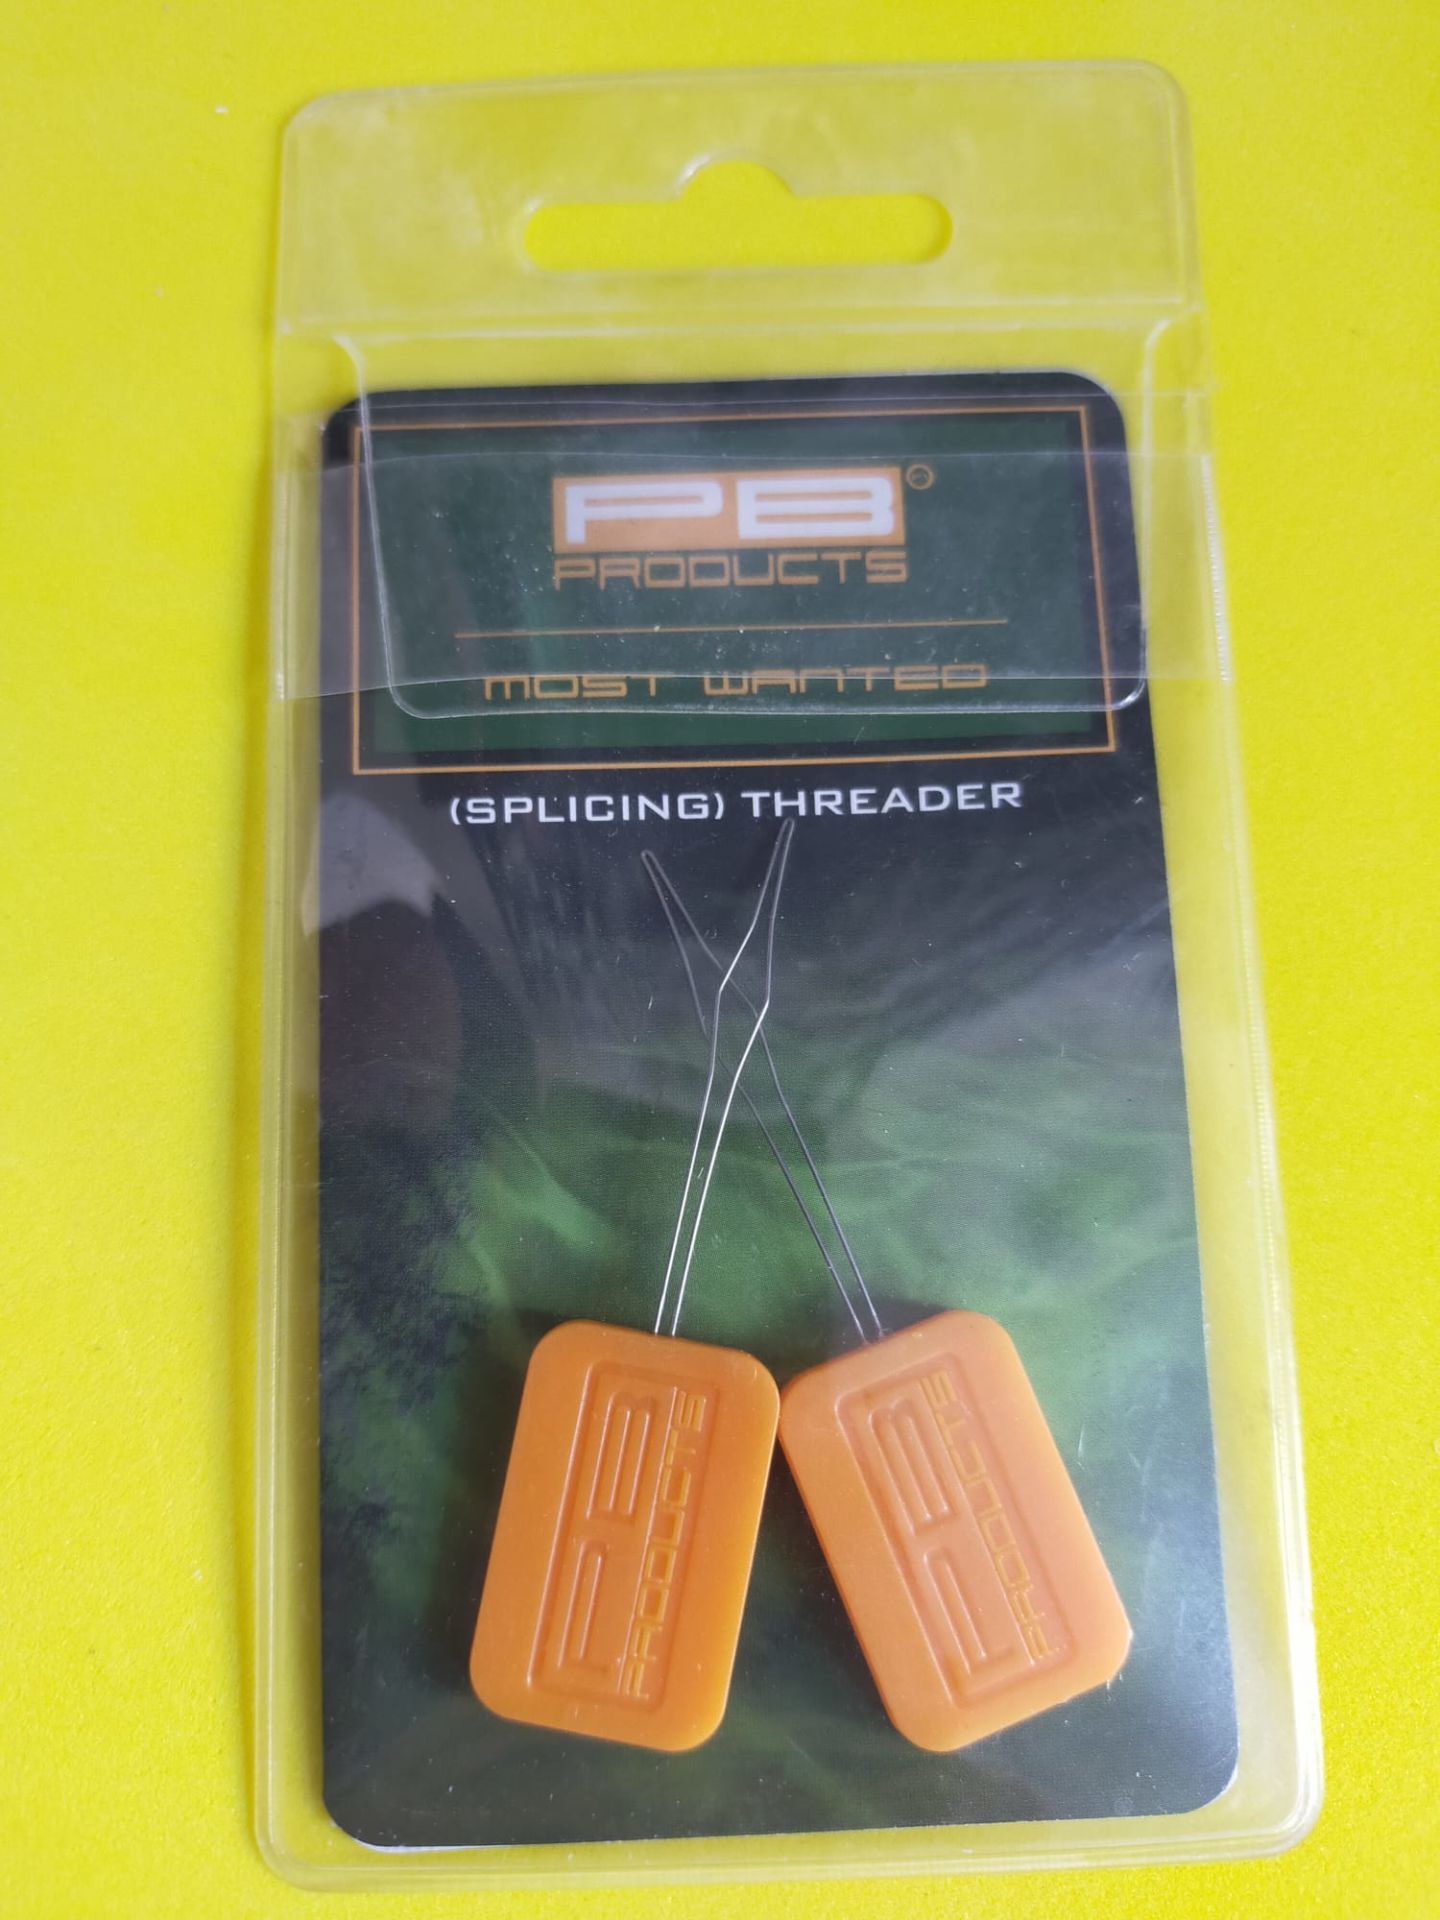 PB®
PRODUCTS
MOST WANTED
(SPLICING) THREADER
PB
PRODUCTS
PB
PRODUCTS